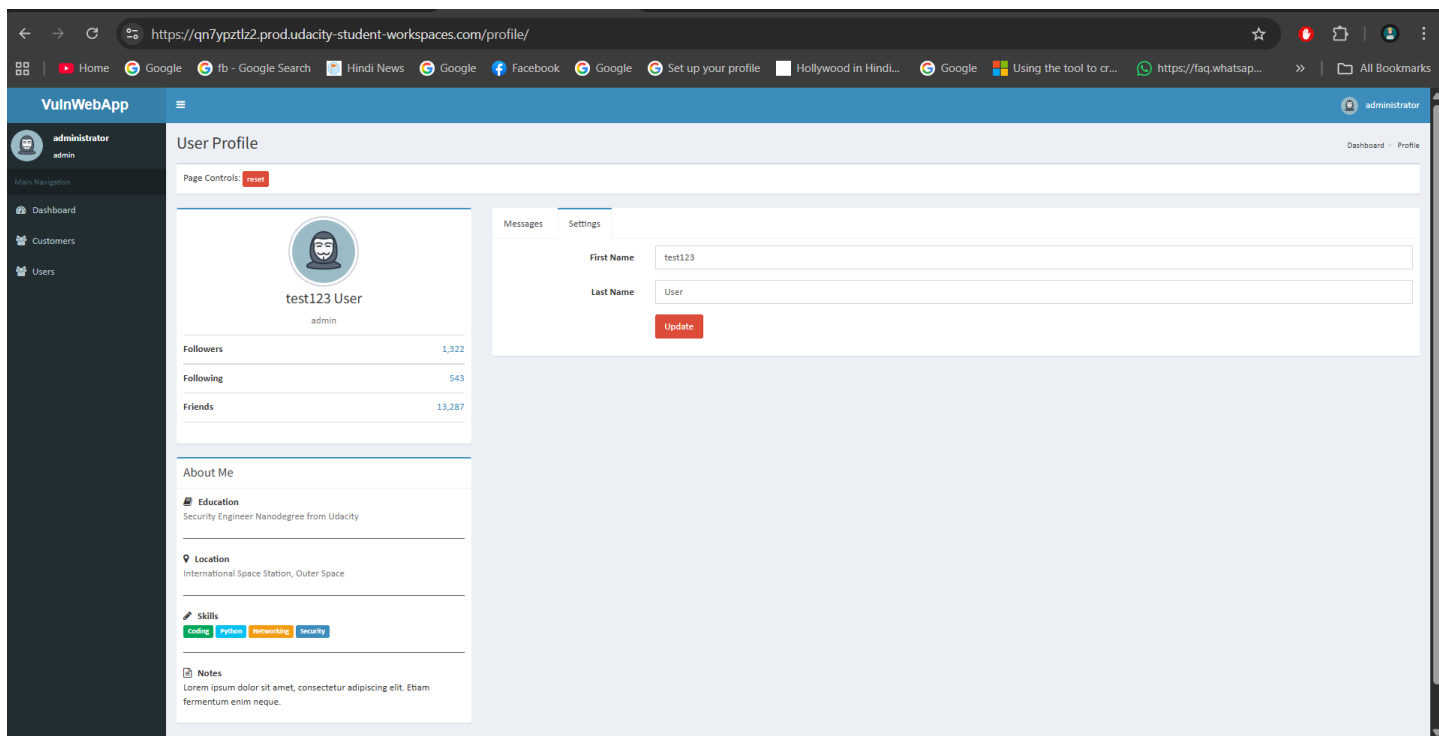 https://qn7ypztlz2.prod.udacity-student-workspaces.com/profile/
Home Google fb - Google Search Hindi News Google Facebook Google Set up your profile Hollywood in Hindi... Google Using the tool to cr... https://faq.whatsap... » All Bookmarks
VulnWebApp administrator
administrator
admin
Main Navigation
Dashboard
Customers
Users
User Profile
Dashboard > Profile
Page Controls: reset
test123 User
admin
Followers 1,322
Following 543
Friends 13,287
About Me
Education
Security Engineer Nanodegree from Udacity
Location
International Space Station, Outer Space
Skills
Coding Python Networking Security
Notes
Lorem ipsum dolor sit amet, consectetur adipiscing elit. Etiam
fermentum enim neque.
Messages Settings
First Name test123
Last Name User
Update